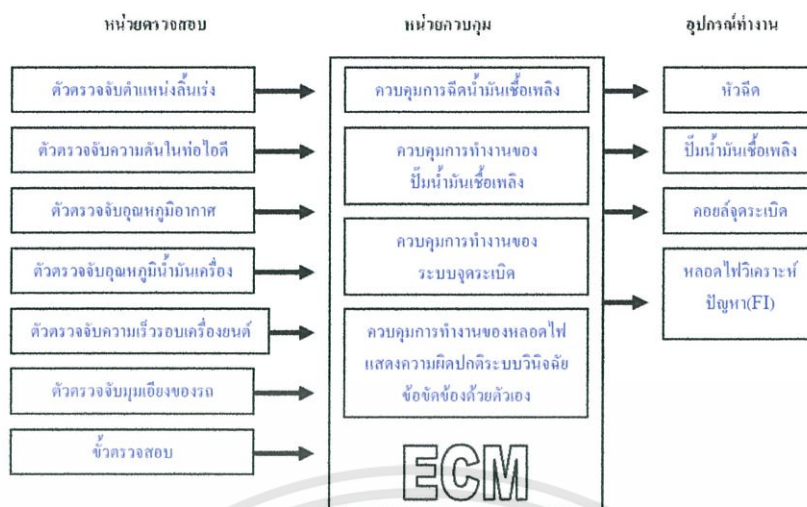 หน่วยตรวจสอบ
หน่วยควบคุม
อุปกรณ์ทำงาน
ตัวตรวจจับตำแหน่งลิ้นเร่ง
ตัวตรวจจับความดันในท่อไอดี
ตัวตรวจจับอุณหภูมิอากาศ
ตัวตรวจจับอุณหภูมิน้ำมันเครื่อง
ตัวตรวจจับความเร็วรอบเครื่องยนต์
ตัวตรวจจับมุมเอียงของรถ
ขั้วตรวจสอบ
ควบคุมการฉีดน้ำมันเชื้อเพลิง
ควบคุมการทำงานของ
ปั๊มน้ำมันเชื้อเพลิง
ควบคุมการทำงานของ
ระบบจุดระเบิด
ควบคุมการทำงานของหลอดไฟ
แสดงความผิดปกติระบบวินิจฉัย
ข้อขัดข้องด้วยตัวเอง
ECM
หัวฉีด
ปั๊มน้ำมันเชื้อเพลิง
คอยล์จุดระเบิด
หลอดไฟวิเคราะห์
ปัญหา(FI)